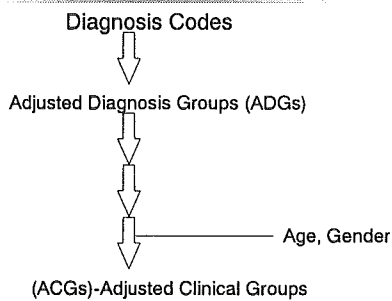 Diagnosis Codes
Adjusted Diagnosis Groups (ADGs)
Age, Gender
(ACGs)-Adjusted Clinical Groups